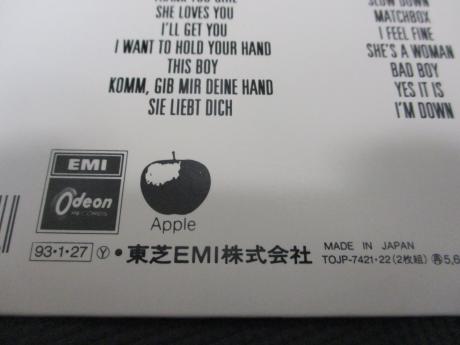 SHE LOVES YOU
I'LL GET YOU
I WANT TO HOLD YOUR HAND
THIS BOY
KOMM, GIB MIR DEINE HAND
SIE LIEBT DICH
SLOW DOWN
MATCHBOX
I FEEL FINE
SHE'S A WOMAN
BAD BOY
YES IT IS
I'M DOWN
EMI
Odeon
RECORDS
Apple
93・1・27 Ⓨ・東芝EMI株式会社
MADE IN JAPAN
TOJP-7421・22 (2枚組)